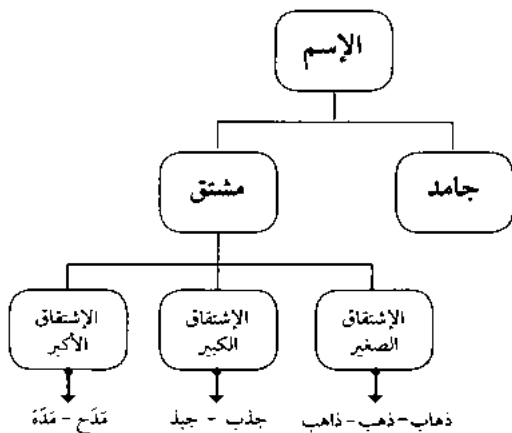 الإسم
جامد
مشتق
الإشتقاق
الصغير
الإشتقاق
الكبير
الإشتقاق
الأكبر
ذهاب - ذهب - ذاهب
جذب - جبذ
مَدَح - مَدَهَ